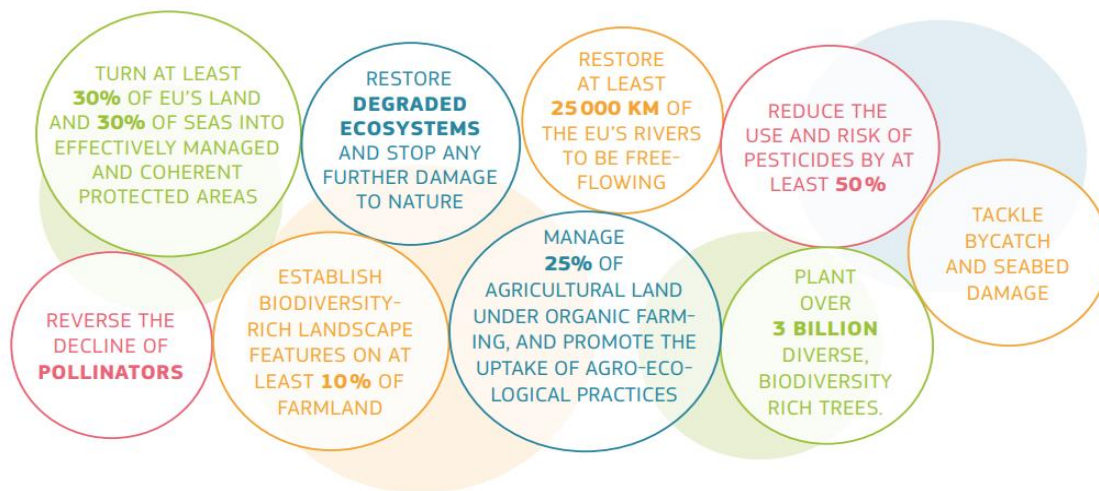 TURN AT LEAST
30% OF EU'S LAND
AND 30% OF SEAS INTO
EFFECTIVELY MANAGED
AND COHERENT
PROTECTED AREAS
RESTORE
DEGRADED
ECOSYSTEMS
AND STOP ANY
FURTHER DAMAGE
TO NATURE
RESTORE
AT LEAST
25 000 KM OF
THE EU'S RIVERS
TO BE FREE-
FLOWING
REDUCE THE
USE AND RISK OF
PESTICIDES BY AT
LEAST 50%
TACKLE
BYCATCH
AND SEABED
DAMAGE
REVERSE THE
DECLINE OF
POLLINATORS
ESTABLISH
BIODIVERSITY-
RICH LANDSCAPE
FEATURES ON AT
LEAST 10% OF
FARMLAND
MANAGE
25% OF
AGRICULTURAL LAND
UNDER ORGANIC FARM-
ING, AND PROMOTE THE
UPTAKE OF AGRO-ECO-
LOGICAL PRACTICES
PLANT
OVER
3 BILLION
DIVERSE,
BIODIVERSITY
RICH TREES.